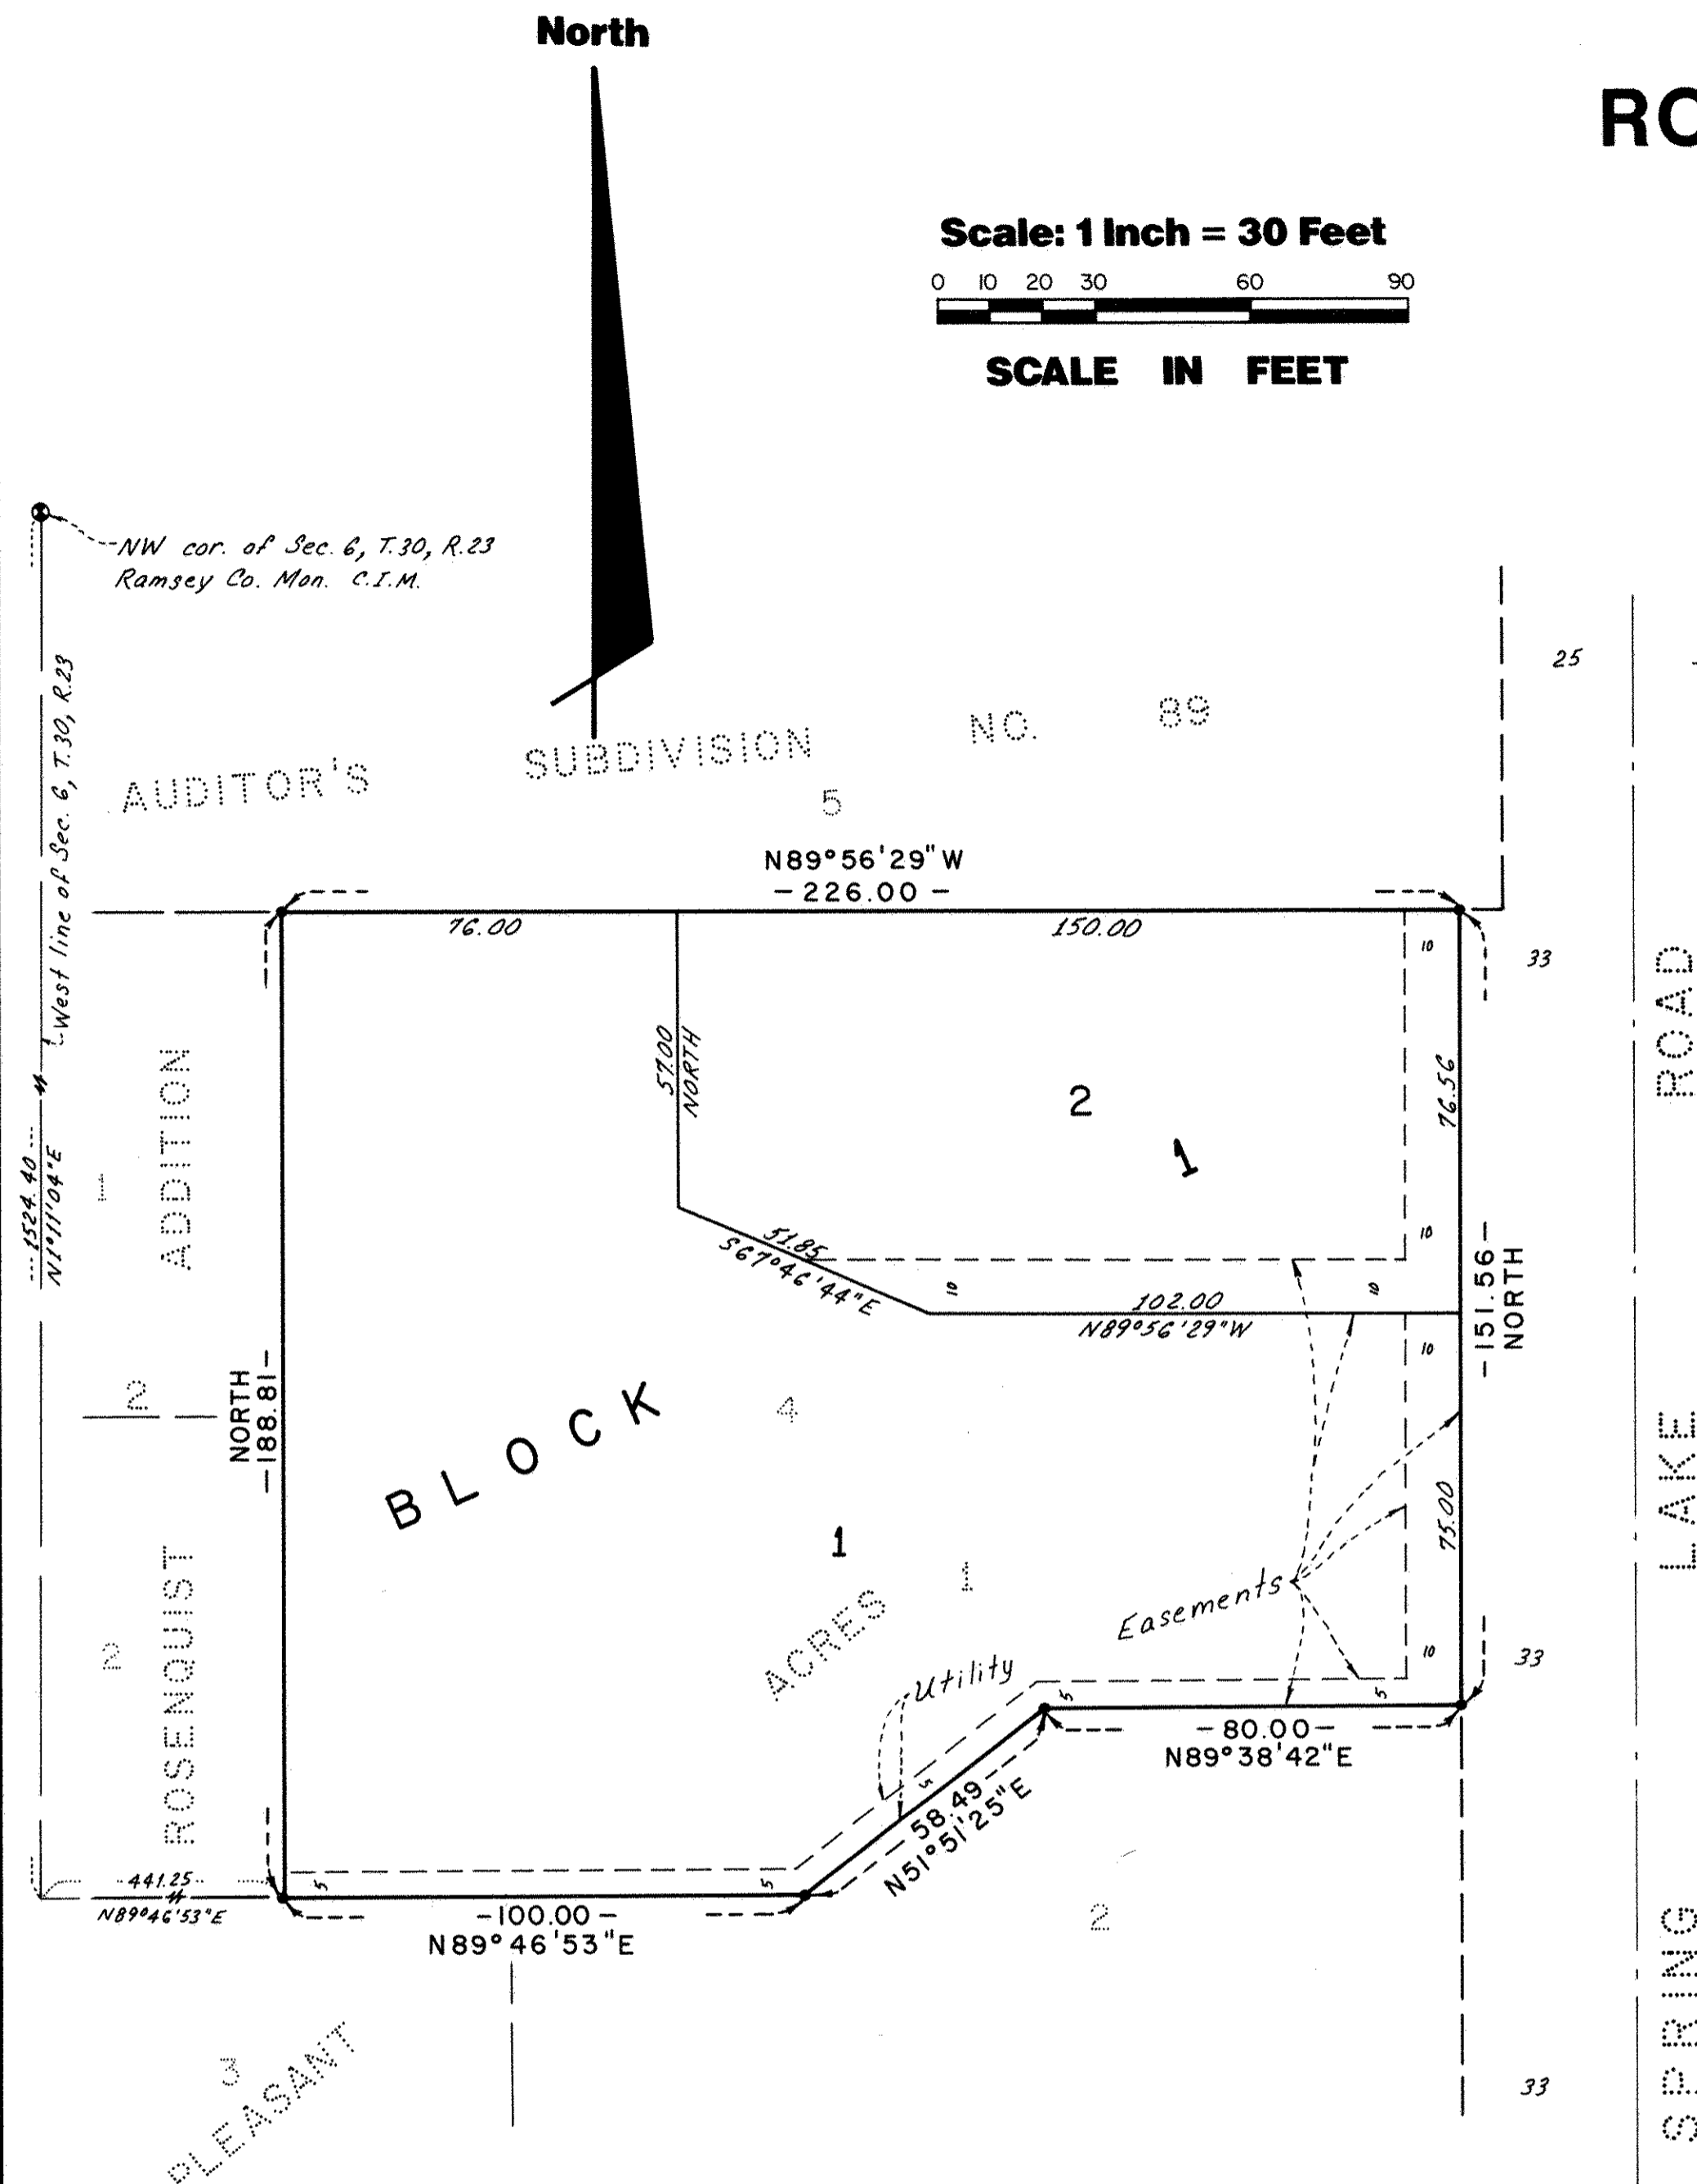 North
RO
Scale: 1 Inch = 30 Feet
0 10 20 30 60 90
SCALE IN FEET
NW cor. of Sec. 6, T.30, R.23
Ramsey Co. Mon. C.I.M.
West line of Sec. 6, T.30, R.23
25
AUDITOR'S SUBDIVISION NO. 89
5
N89°56'29"W
-226.00-
76.00
150.00
10
33
ROAD
57.00
NORTH
76.56
2
1
1524.40
N1°11'04"E
1
ADDITION
10
51.85
S67°46'44"E
10
10
102.00
N89°56'29"W
-151.56-
NORTH
10
NORTH
-188.81-
2
BLOCK
4
LAKE
75.00
1
1
ACRES
Easements
Utility
2
ROSENQUIST
10
33
5
5
-80.00-
N89°38'42"E
5
58.49
N51°51'25"E
441.25
N89°46'53"E
5
5
-100.00-
N89°46'53"E
2
SPRING
3
PLEASANT
33